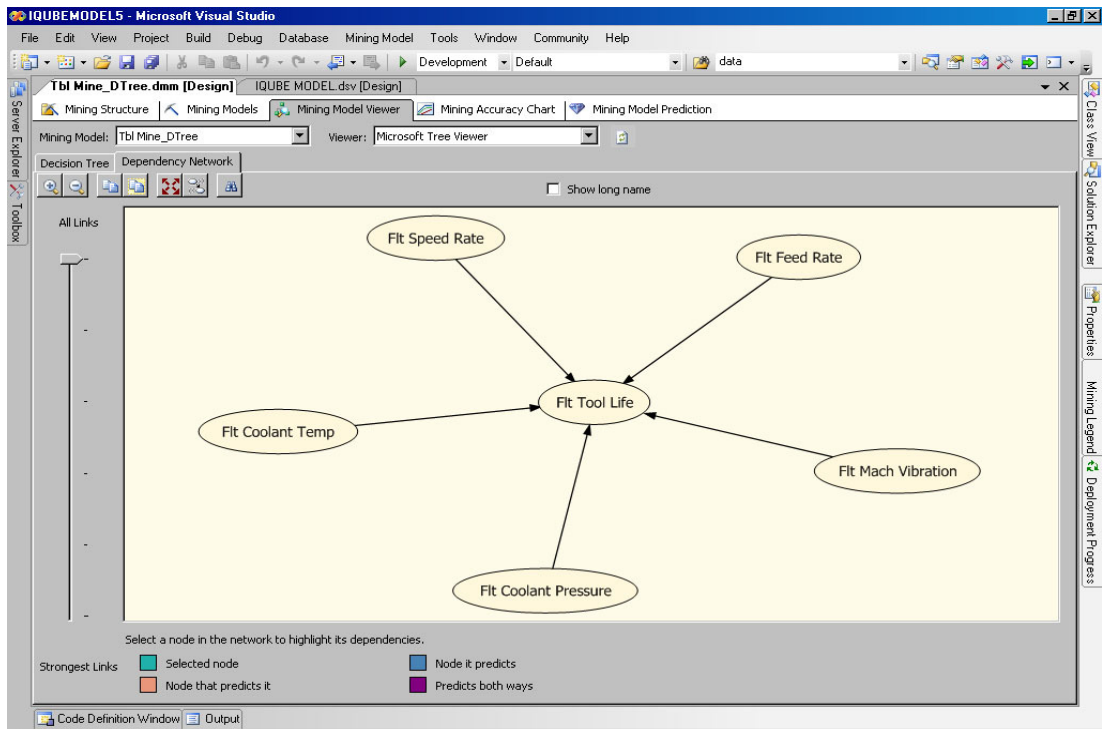 IQUBEMODEL5 - Microsoft Visual Studio
File Edit View Project Build Debug Database Mining Model Tools Window Community Help
Development Default data
Tbl Mine_DTree.dmm [Design] IQUBE MODEL.dsv [Design]
Mining Structure Mining Models Mining Model Viewer Mining Accuracy Chart Mining Model Prediction
Mining Model: Tbl Mine_DTree Viewer: Microsoft Tree Viewer
Decision Tree Dependency Network
Show long name
All Links
Flt Speed Rate
Flt Feed Rate
Flt Tool Life
Flt Coolant Temp
Flt Mach Vibration
Flt Coolant Pressure
Select a node in the network to highlight its dependencies.
Strongest Links
Selected node
Node it predicts
Node that predicts it
Predicts both ways
Code Definition Window Output
Server Explorer
Toolbox
Class View
Solution Explorer
Properties
Mining Legend
Deployment Progress